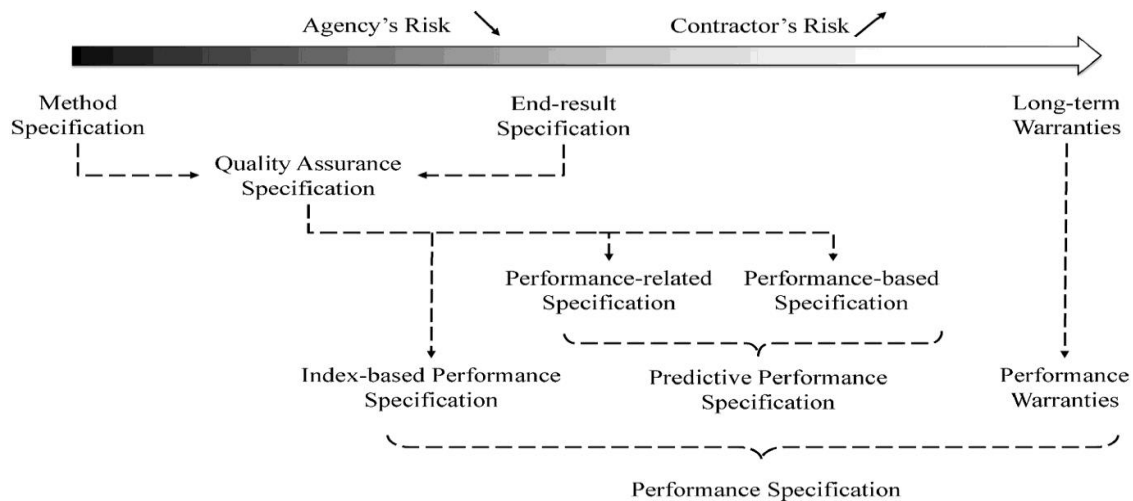 Agency's Risk
Contractor's Risk
Method
Specification
End-result
Specification
Long-term
Warranties
Quality Assurance
Specification
Performance-related
Specification
Performance-based
Specification
Index-based Performance
Specification
Predictive Performance
Specification
Performance
Warranties
Performance Specification